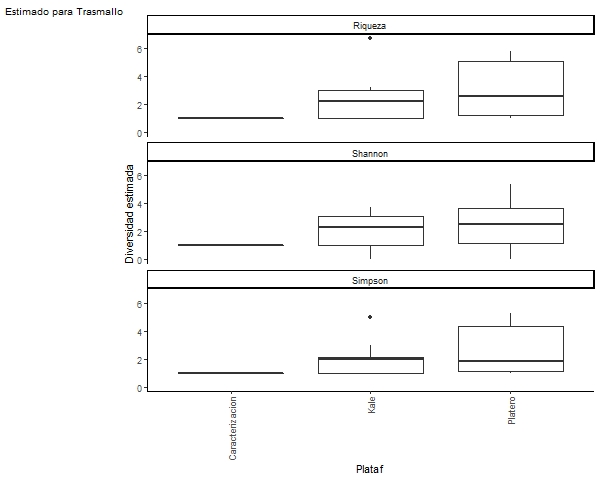 Estimado para Trasmallo
Riqueza
6
4
2
0
Shannon
6
4
2
0
Simpson
6
4
2
0
Diversidad estimada
Caracterizacion
Kale
Platero
Plataf